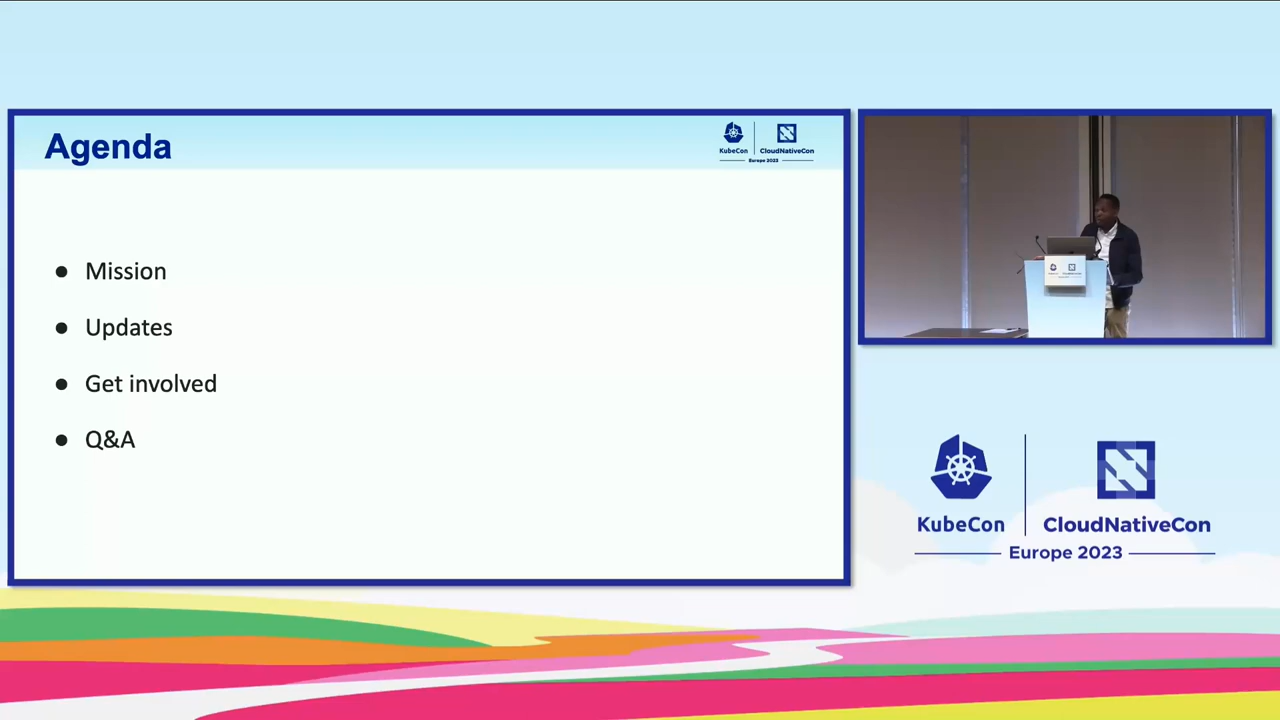 Agenda
KubeCon
CloudNativeCon
Europe 2023
● Mission
● Updates
● Get involved
● Q&A
KubeCon
CloudNativeCon
Europe 2023